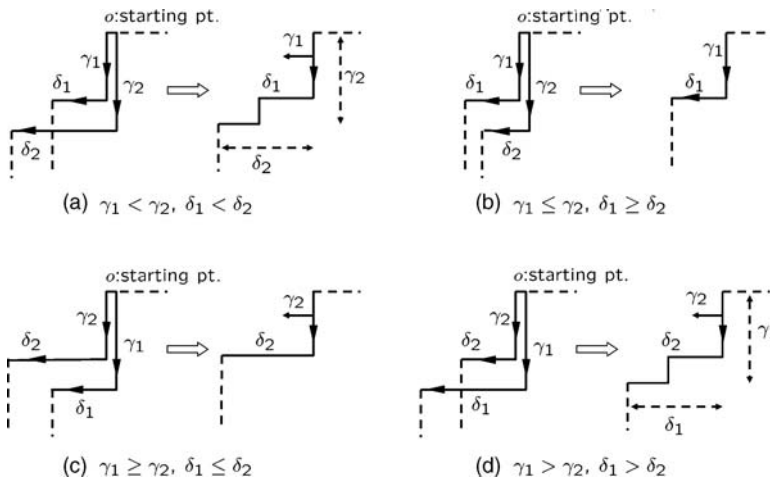 o:starting pt.
γ1
γ2
δ1
δ2
γ1
γ2
δ1
δ2
(a) γ1 < γ2, δ1 < δ2
o:starting pt.
γ1
γ2
δ1
δ2
γ1
δ1
(b) γ1 ≤ γ2, δ1 ≥ δ2
o:starting pt.
γ2
γ1
δ2
δ1
γ2
δ2
(c) γ1 ≥ γ2, δ1 ≤ δ2
o:starting pt.
γ2
γ1
δ2
δ1
γ2
γ
δ2
δ1
(d) γ1 > γ2, δ1 > δ2